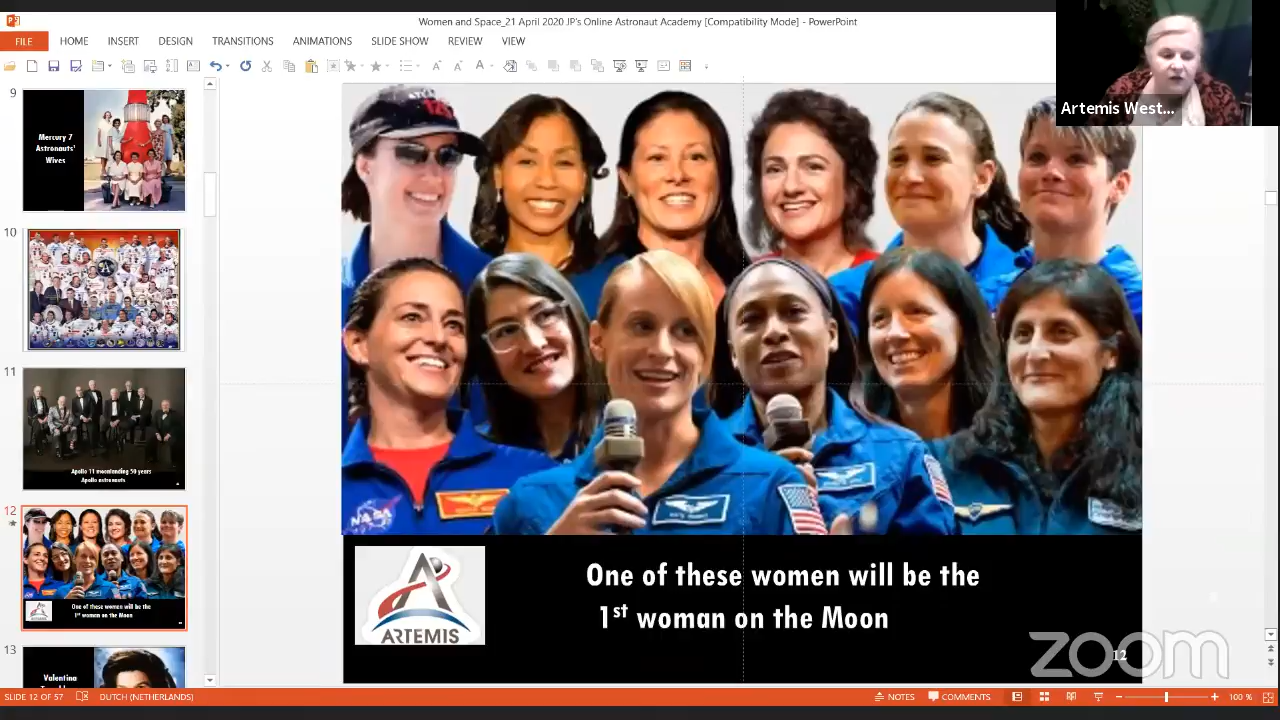 Women and Space_21 April 2020 JP's Online Astronaut Academy [Compatibility Mode] - PowerPoint
FILE HOME INSERT DESIGN TRANSITIONS ANIMATIONS SLIDE SHOW REVIEW VIEW
Artemis West...
9
Mercury 7
Astronauts'
Wives
10
11
Apollo 11 moonlanding 50 years
Apollo astronauts
12
One of these women will be the
1st woman on the Moon
13
Valentina
NASA
ARTEMIS
One of these women will be the
1st woman on the Moon
12
zoom
SLIDE 12 OF 57 DUTCH (NETHERLANDS) NOTES COMMENTS 100 %